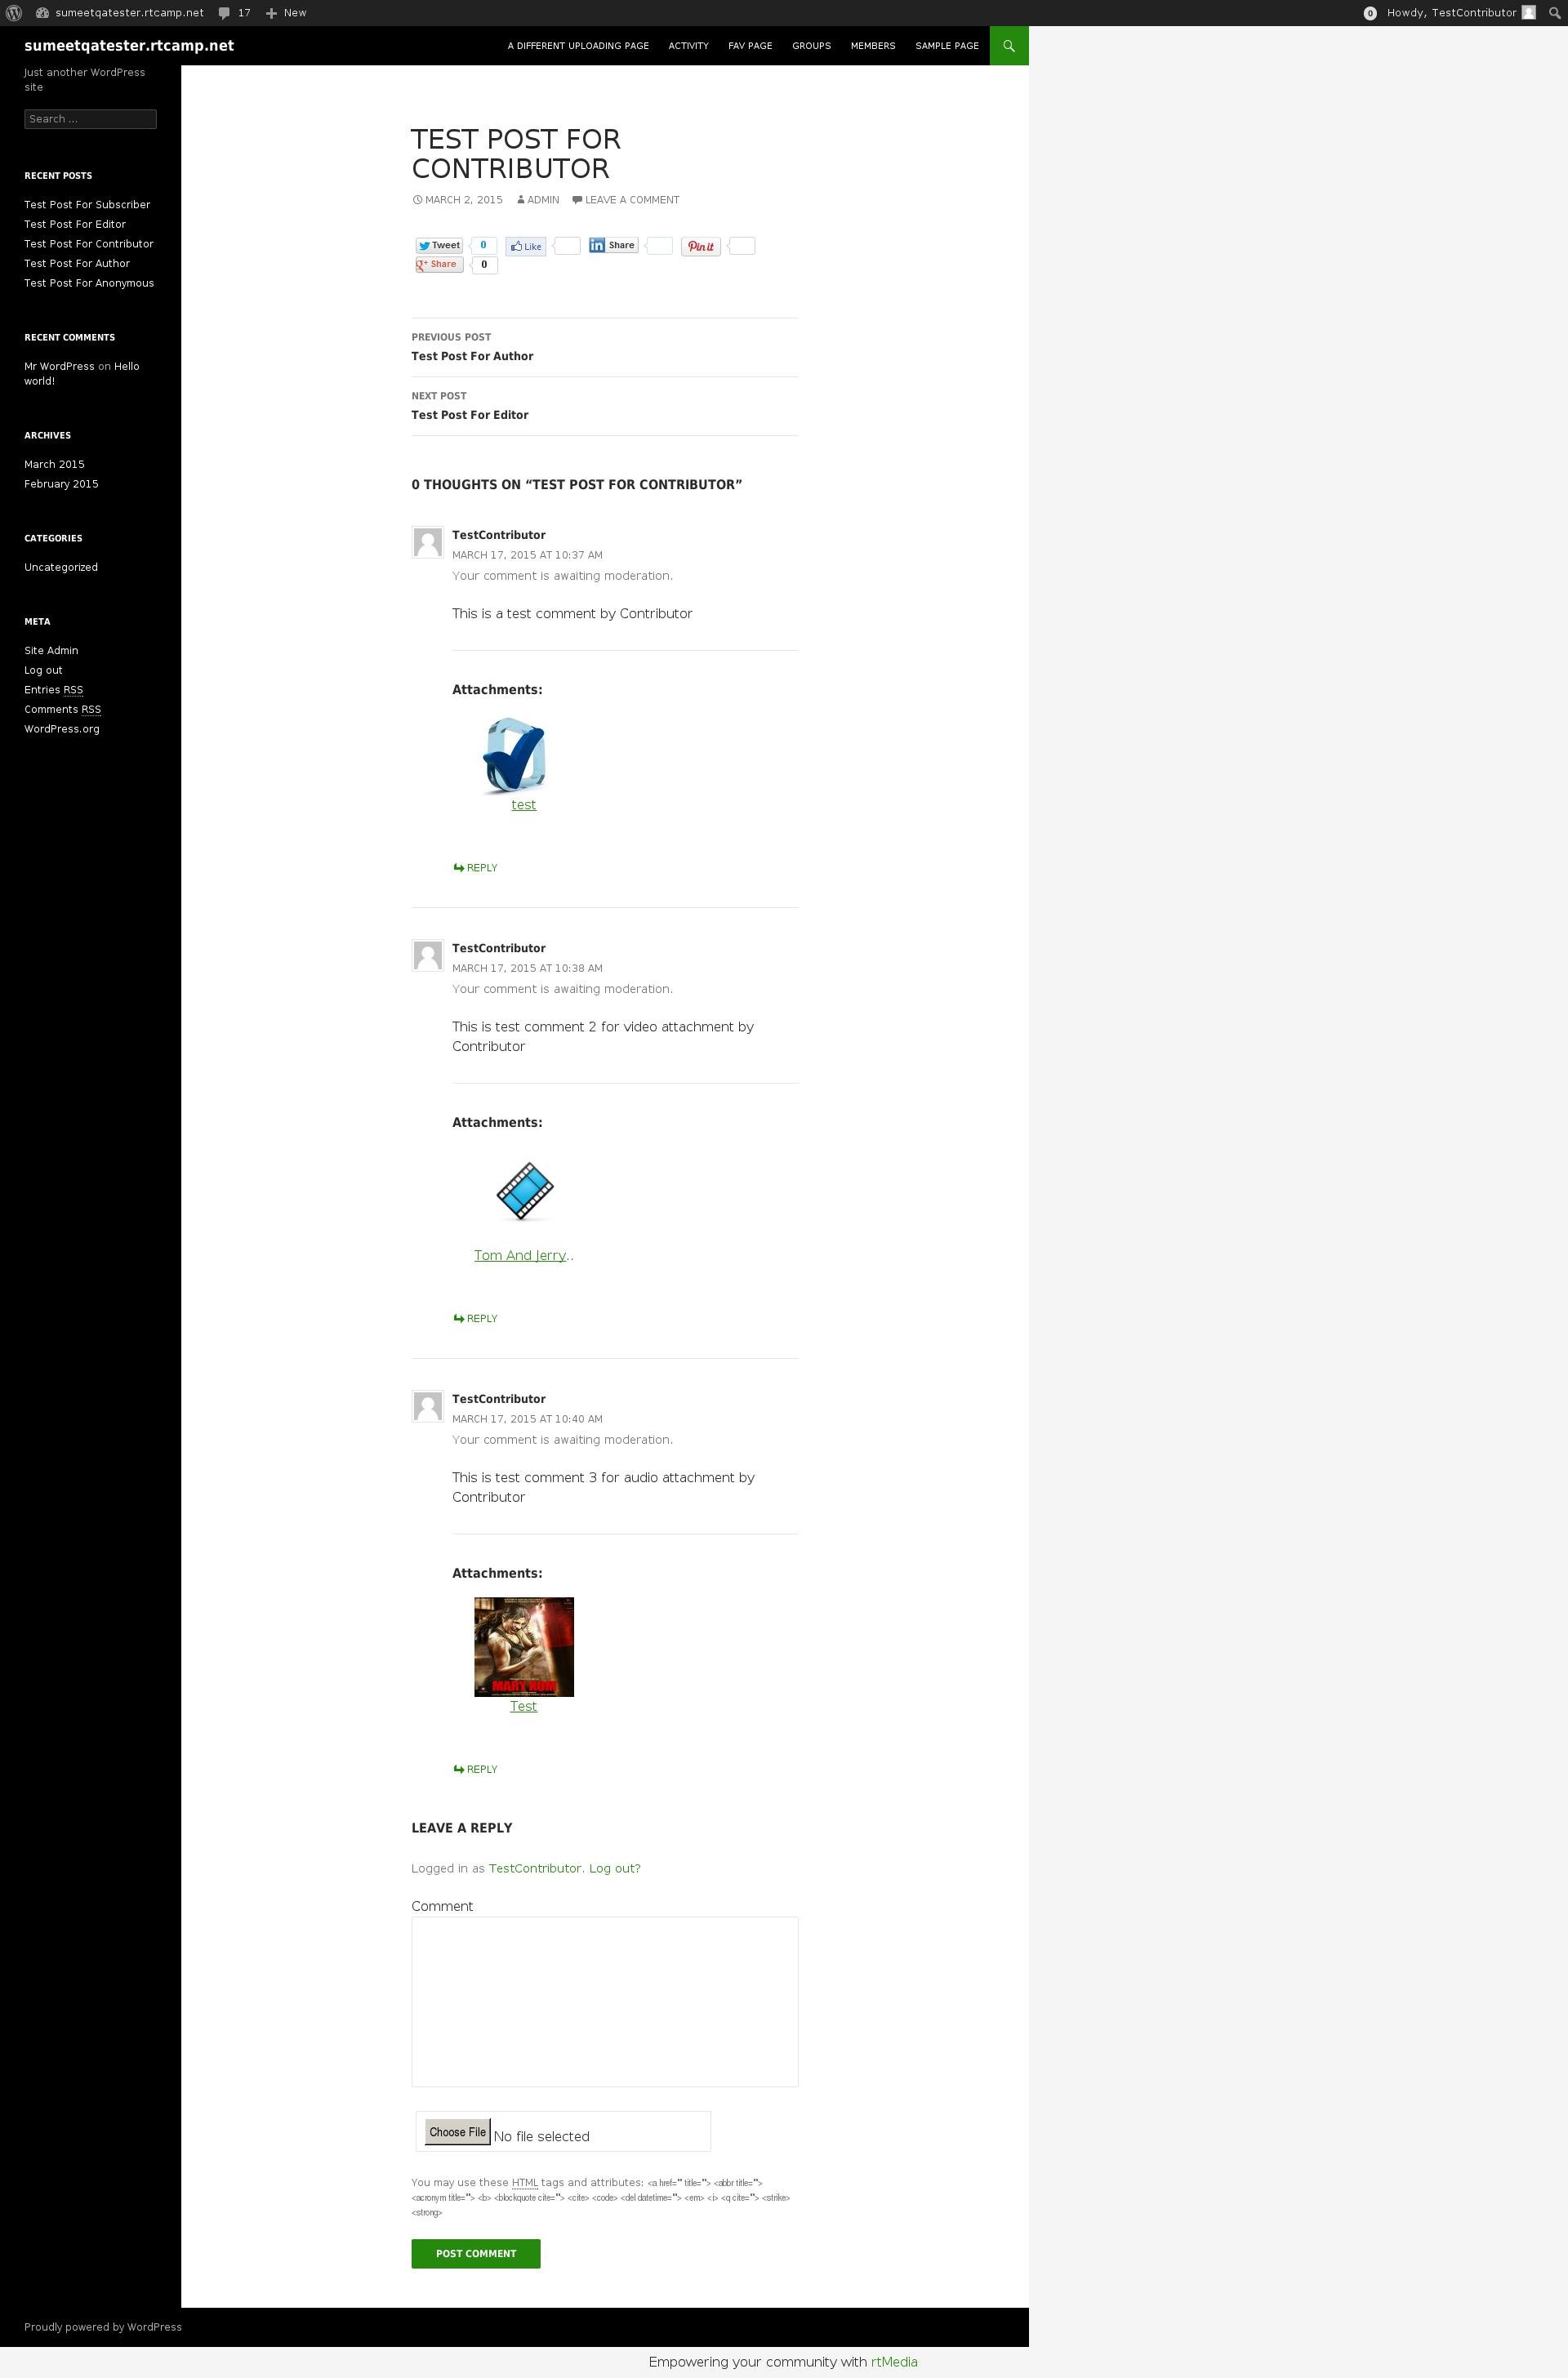 sumeetqatester.rtcamp.net 17 New 0 Howdy, TestContributor
sumeetqatester.rtcamp.net A DIFFERENT UPLOADING PAGE ACTIVITY FAV PAGE GROUPS MEMBERS SAMPLE PAGE
Just another WordPress
site
Search ...
RECENT POSTS
Test Post For Subscriber
Test Post For Editor
Test Post For Contributor
Test Post For Author
Test Post For Anonymous
RECENT COMMENTS
Mr WordPress on Hello
world!
ARCHIVES
March 2015
February 2015
CATEGORIES
Uncategorized
META
Site Admin
Log out
Entries RSS
Comments RSS
WordPress.org
TEST POST FOR
CONTRIBUTOR
MARCH 2, 2015 ADMIN LEAVE A COMMENT
Tweet 0 Like in Share Pin it
g+ Share 0
PREVIOUS POST
Test Post For Author
NEXT POST
Test Post For Editor
0 THOUGHTS ON “TEST POST FOR CONTRIBUTOR”
TestContributor
MARCH 17, 2015 AT 10:37 AM
Your comment is awaiting moderation.
This is a test comment by Contributor
Attachments:
test
REPLY
TestContributor
MARCH 17, 2015 AT 10:38 AM
Your comment is awaiting moderation.
This is test comment 2 for video attachment by
Contributor
Attachments:
Tom And Jerry..
REPLY
TestContributor
MARCH 17, 2015 AT 10:40 AM
Your comment is awaiting moderation.
This is test comment 3 for audio attachment by
Contributor
Attachments:
MARY KOM
Test
REPLY
LEAVE A REPLY
Logged in as TestContributor. Log out?
Comment
Choose File No file selected
You may use these HTML tags and attributes: <a href="" title=""> <abbr title="">
<acronym title=""> <b> <blockquote cite=""> <cite> <code> <del datetime=""> <em> <i> <q cite=""> <strike>
<strong>
POST COMMENT
Proudly powered by WordPress
Empowering your community with rtMedia